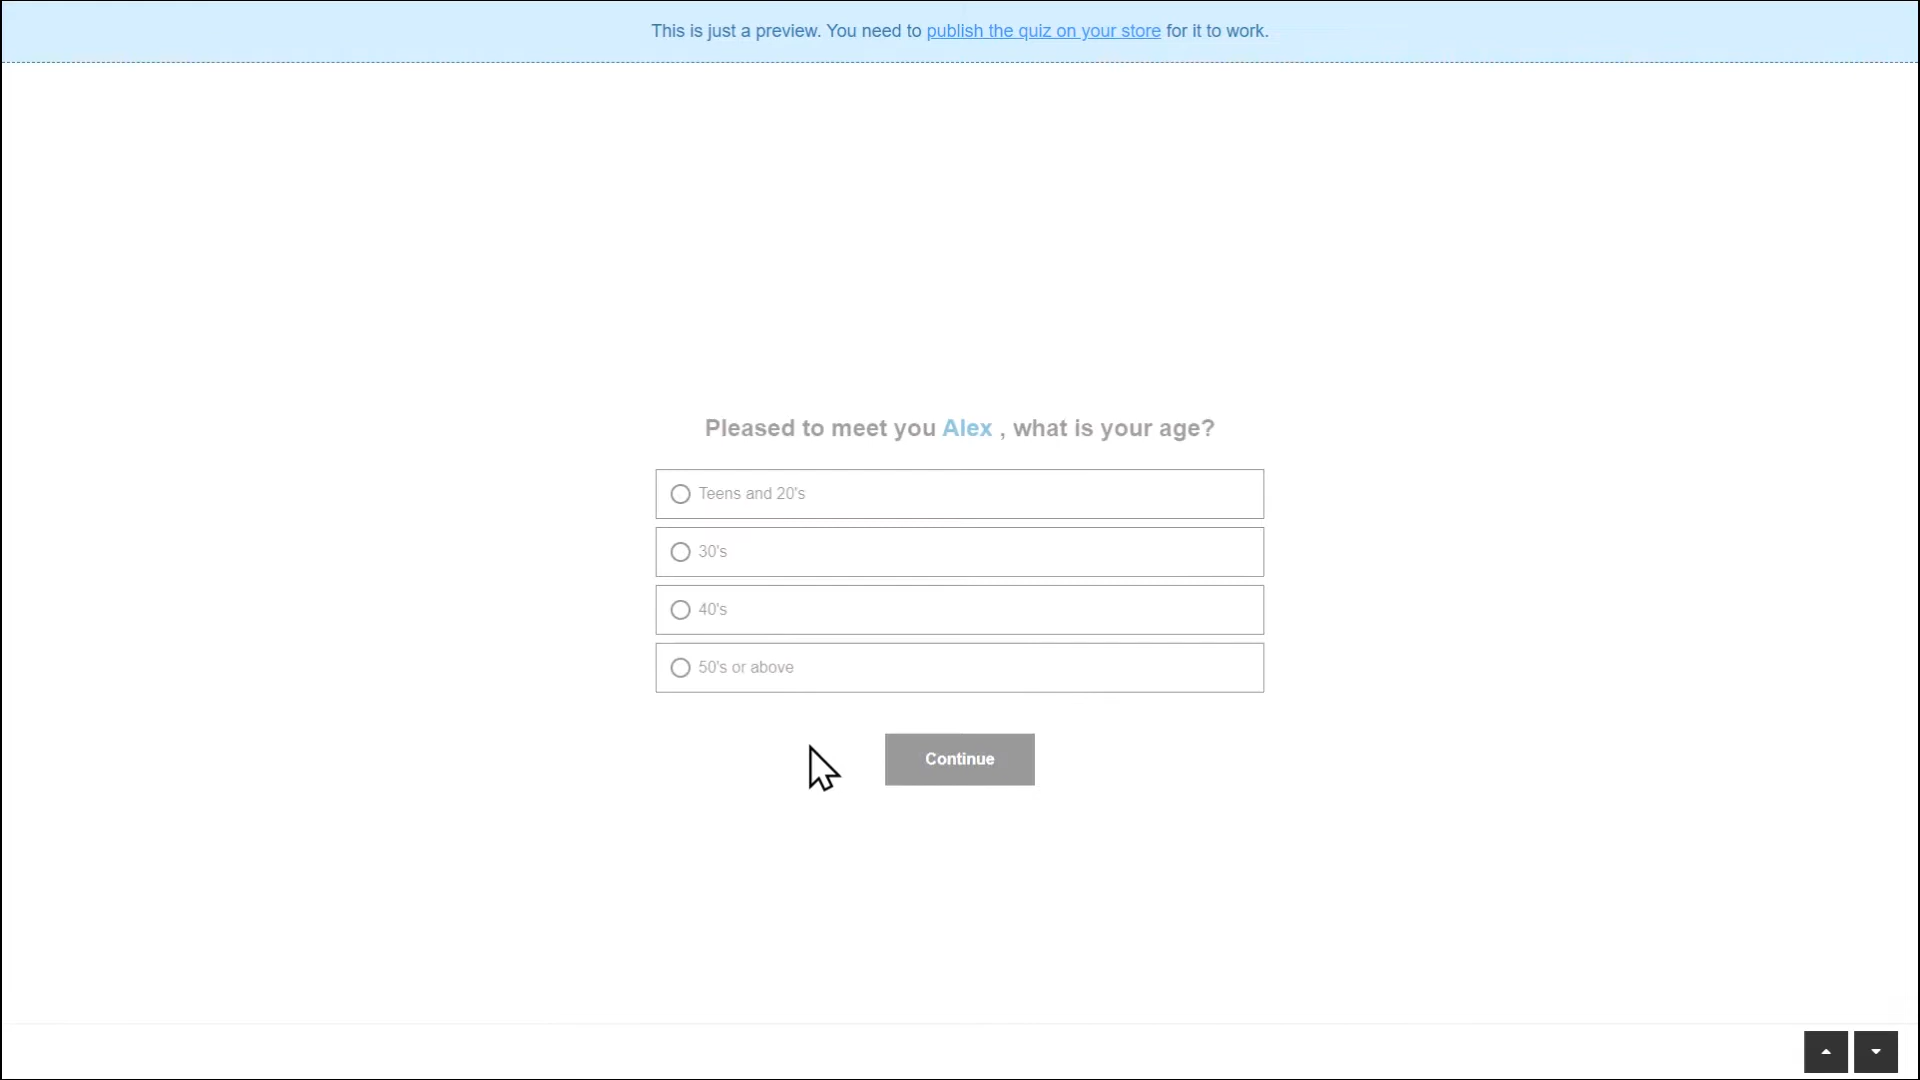 This is just a preview. You need to publish the quiz on your store for it to work.
Pleased to meet you Alex , what is your age?
Teens and 20's
30's
40's
50's or above
Continue